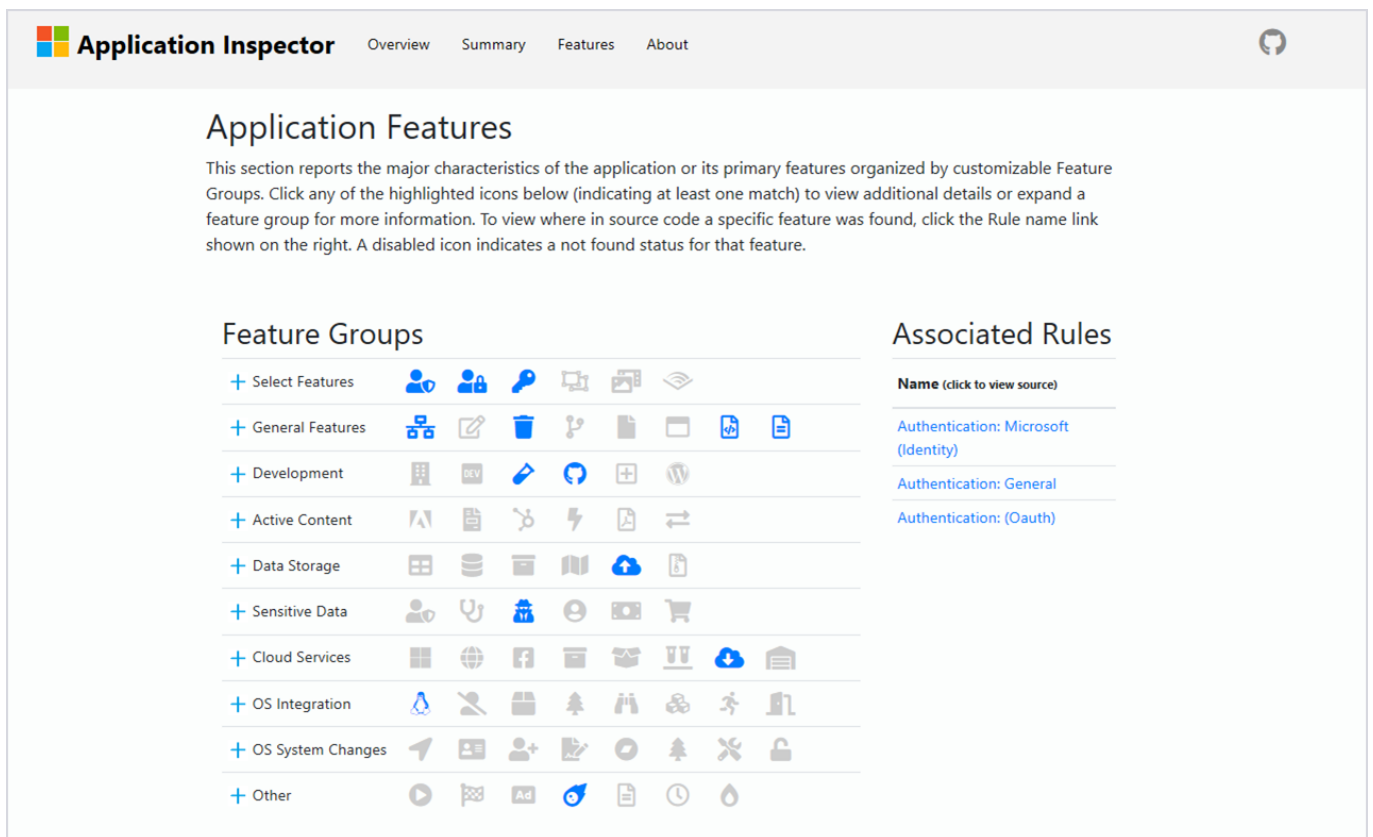 Application Inspector Overview Summary Features About
Application Features
This section reports the major characteristics of the application or its primary features organized by customizable Feature
Groups. Click any of the highlighted icons below (indicating at least one match) to view additional details or expand a
feature group for more information. To view where in source code a specific feature was found, click the Rule name link
shown on the right. A disabled icon indicates a not found status for that feature.
Feature Groups
Select Features
General Features
Development
DEV
Active Content
Data Storage
Sensitive Data
Cloud Services
OS Integration
OS System Changes
Other
Ad
Associated Rules
Name (click to view source)
Authentication: Microsoft
(Identity)
Authentication: General
Authentication: (Oauth)